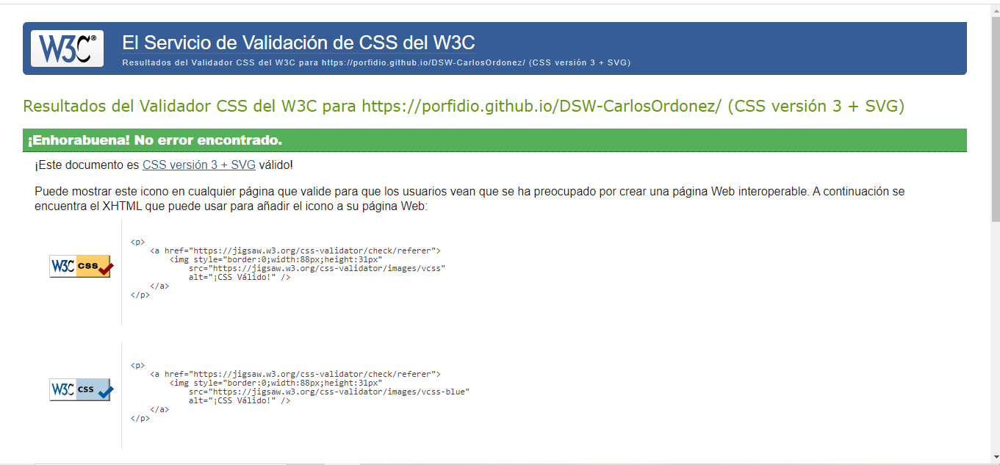 W3C®
El Servicio de Validación de CSS del W3C
Resultados del Validador CSS del W3C para https://porfidio.github.io/DSW-CarlosOrdonez/ (CSS versión 3 + SVG)
Resultados del Validador CSS del W3C para https://porfidio.github.io/DSW-CarlosOrdonez/ (CSS versión 3 + SVG)
¡Enhorabuena! No error encontrado.
¡Este documento es CSS versión 3 + SVG válido!
Puede mostrar este icono en cualquier página que valide para que los usuarios vean que se ha preocupado por crear una página Web interoperable. A continuación se
encuentra el XHTML que puede usar para añadir el icono a su página Web:
W3C css
<p>
<a href="https://jigsaw.w3.org/css-validator/check/referer">
<img style="border:0;width:88px;height:31px"
src="https://jigsaw.w3.org/css-validator/images/vcss"
alt="¡CSS Válido!" />
</a>
</p>
W3C css
<p>
<a href="https://jigsaw.w3.org/css-validator/check/referer">
<img style="border:0;width:88px;height:31px"
src="https://jigsaw.w3.org/css-validator/images/vcss-blue"
alt="¡CSS Válido!" />
</a>
</p>